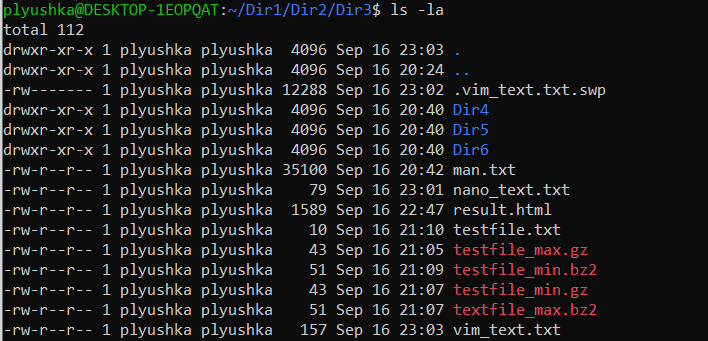 plyushka@DESKTOP-1EOPQAT:~/Dir1/Dir2/Dir3$ ls -la
total 112
drwxr-xr-x 1 plyushka plyushka  4096 Sep 16 23:03 .
drwxr-xr-x 1 plyushka plyushka  4096 Sep 16 20:24 ..
-rw------- 1 plyushka plyushka 12288 Sep 16 23:02 .vim_text.txt.swp
drwxr-xr-x 1 plyushka plyushka  4096 Sep 16 20:40 Dir4
drwxr-xr-x 1 plyushka plyushka  4096 Sep 16 20:40 Dir5
drwxr-xr-x 1 plyushka plyushka  4096 Sep 16 20:40 Dir6
-rw-r--r-- 1 plyushka plyushka 35100 Sep 16 20:42 man.txt
-rw-r--r-- 1 plyushka plyushka    79 Sep 16 23:01 nano_text.txt
-rw-r--r-- 1 plyushka plyushka  1589 Sep 16 22:47 result.html
-rw-r--r-- 1 plyushka plyushka    10 Sep 16 21:10 testfile.txt
-rw-r--r-- 1 plyushka plyushka    43 Sep 16 21:05 testfile_max.gz
-rw-r--r-- 1 plyushka plyushka    51 Sep 16 21:09 testfile_min.bz2
-rw-r--r-- 1 plyushka plyushka    43 Sep 16 21:07 testfile_min.gz
-rw-r--r-- 1 plyushka plyushka    51 Sep 16 21:07 textfile_max.bz2
-rw-r--r-- 1 plyushka plyushka   157 Sep 16 23:03 vim_text.txt